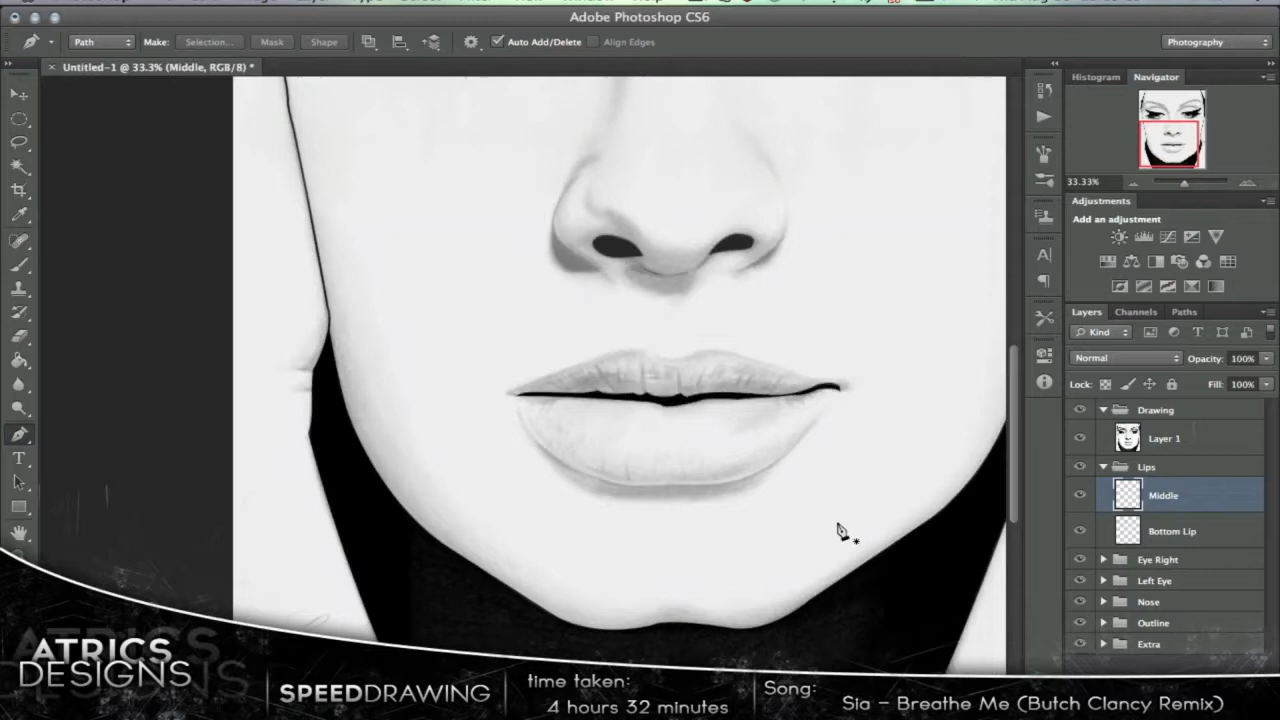 Adobe Photoshop CS6
Path Make: Selection... Mask Shape Auto Add/Delete Align Edges Photography
Untitled-1 @ 33.3% (Middle, RGB/8) *
Histogram Navigator
33.33%
Adjustments
Add an adjustment
Layers Channels Paths
Kind
Normal Opacity: 100%
Lock: Fill: 100%
Drawing
Layer 1
Lips
Middle
Bottom Lip
Eye Right
Left Eye
Nose
Outline
Extra
ATRICS
DESIGNS
SPEEDDRAWING
time taken:
4 hours 32 minutes
Song:
Sia - Breathe Me (Butch Clancy Remix)